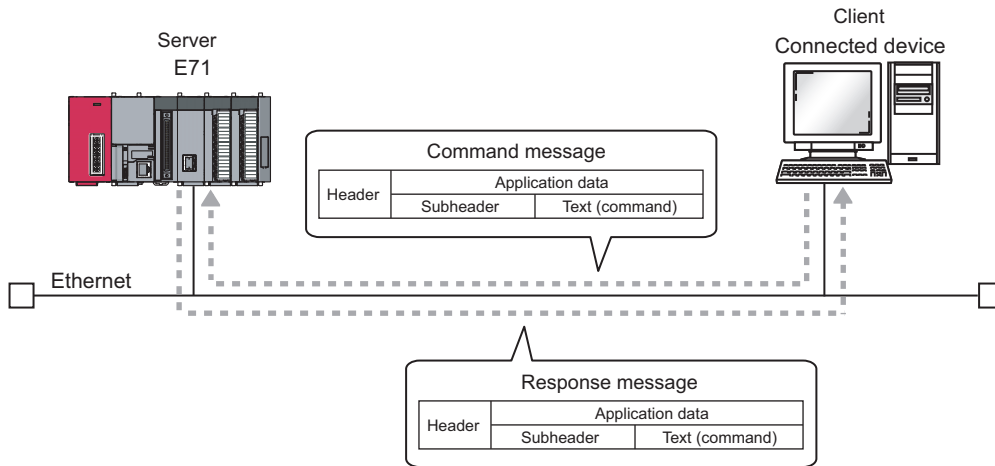 Server
E71
Client
Connected device
Command message
Header
Application data
Subheader
Text (command)
Ethernet
Response message
Header
Application data
Subheader
Text (command)